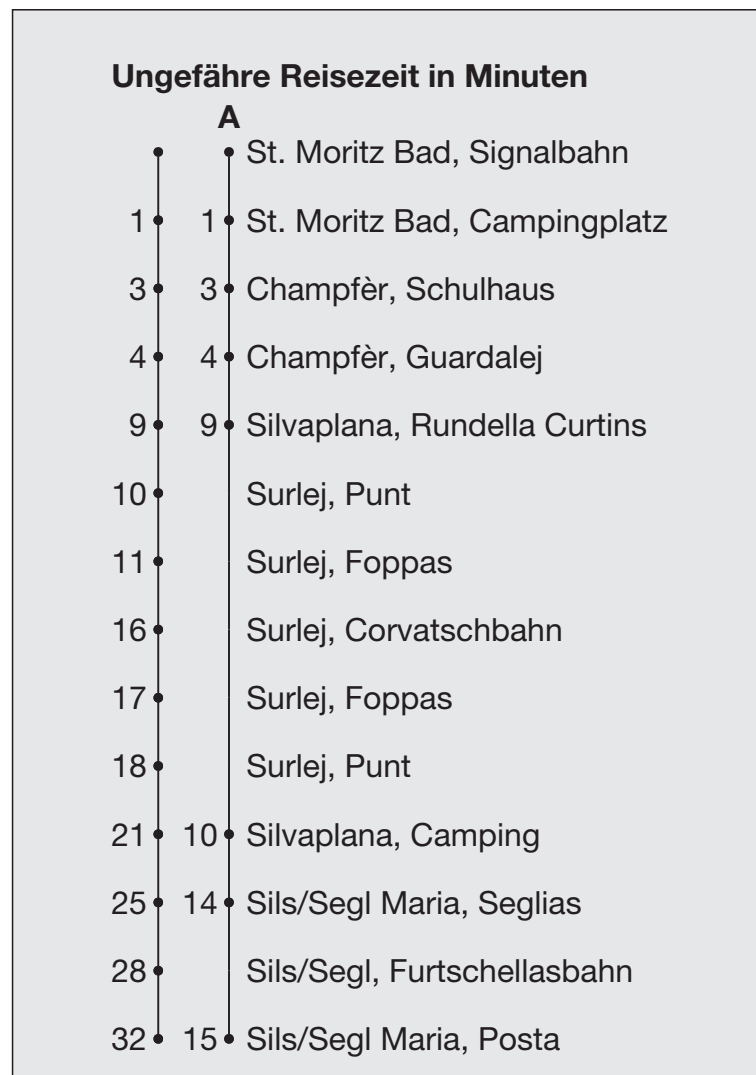 Ungefähre Reisezeit in Minuten
A
St. Moritz Bad, Signalbahn
1 1 St. Moritz Bad, Campingplatz
3 3 Champfèr, Schulhaus
4 4 Champfèr, Guardalej
9 9 Silvaplana, Rundella Curtins
10 Surlej, Punt
11 Surlej, Foppas
16 Surlej, Corvatschbahn
17 Surlej, Foppas
18 Surlej, Punt
21 10 Silvaplana, Camping
25 14 Sils/Segl Maria, Seglias
28 Sils/Segl, Furtschellasbahn
32 15 Sils/Segl Maria, Posta